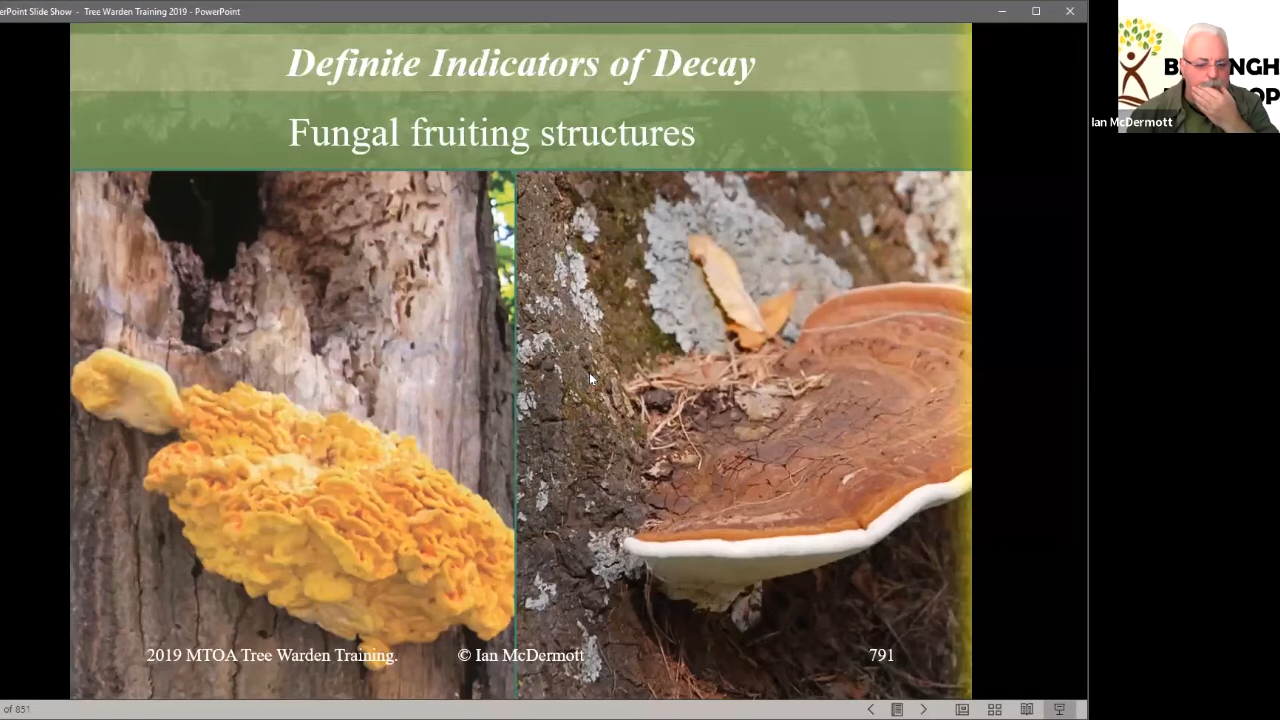 erPoint Slide Show - Tree Warden Training 2019 - PowerPoint
Definite Indicators of Decay
Fungal fruiting structures
2019 MTOA Tree Warden Training.
© Ian McDermott
791
of 851
Ian McDermott